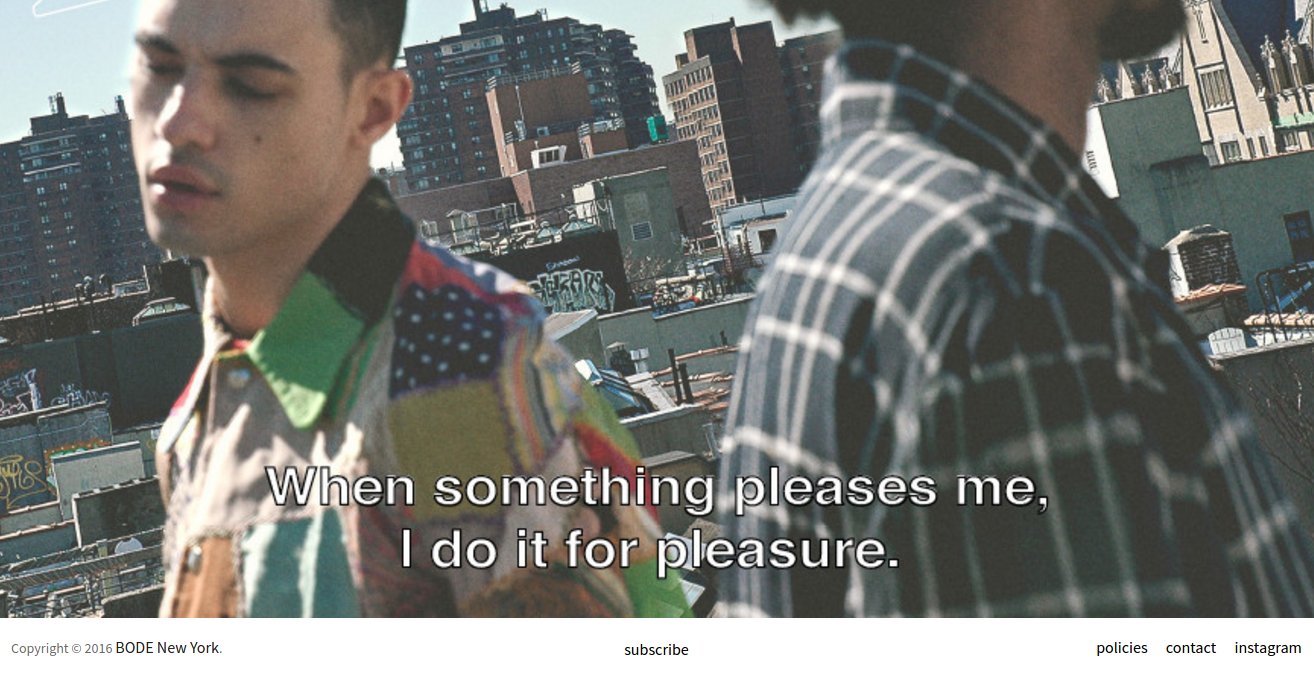 When something pleases me,
I do it for pleasure.
Copyright © 2016 BODE New York.
subscribe
policies contact instagram